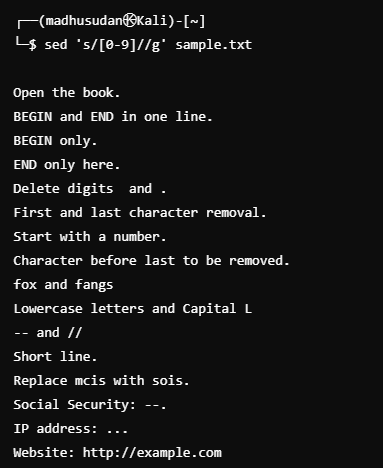 ┌──(madhusudan㉿Kali)-[~]
└─$ sed 's/[0-9]//g' sample.txt
Open the book.
BEGIN and END in one line.
BEGIN only.
END only here.
Delete digits  and .
First and last character removal.
Start with a number.
Character before last to be removed.
fox and fangs
Lowercase letters and Capital L
-- and //
Short line.
Replace mcis with sois.
Social Security: --.
IP address: ...
Website: http://example.com